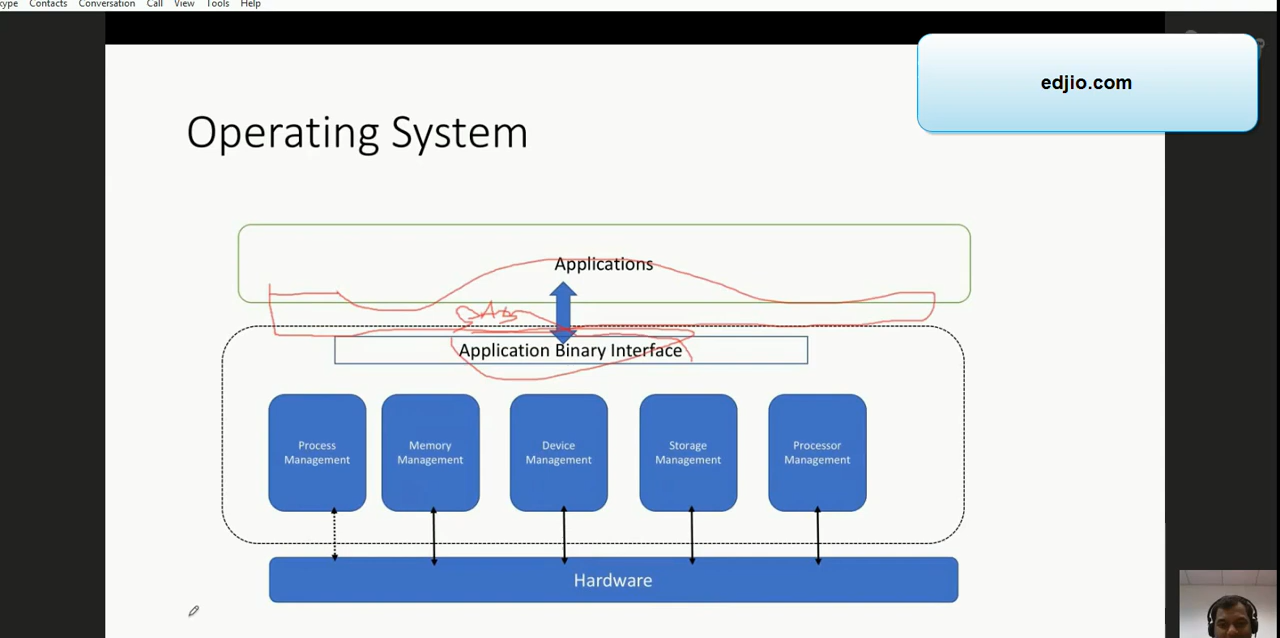 Contacts Conversation Call View Tools Help
edjio.com
Operating System
Applications
Application Binary Interface
Process
Management
Memory
Management
Device
Management
Storage
Management
Processor
Management
Hardware